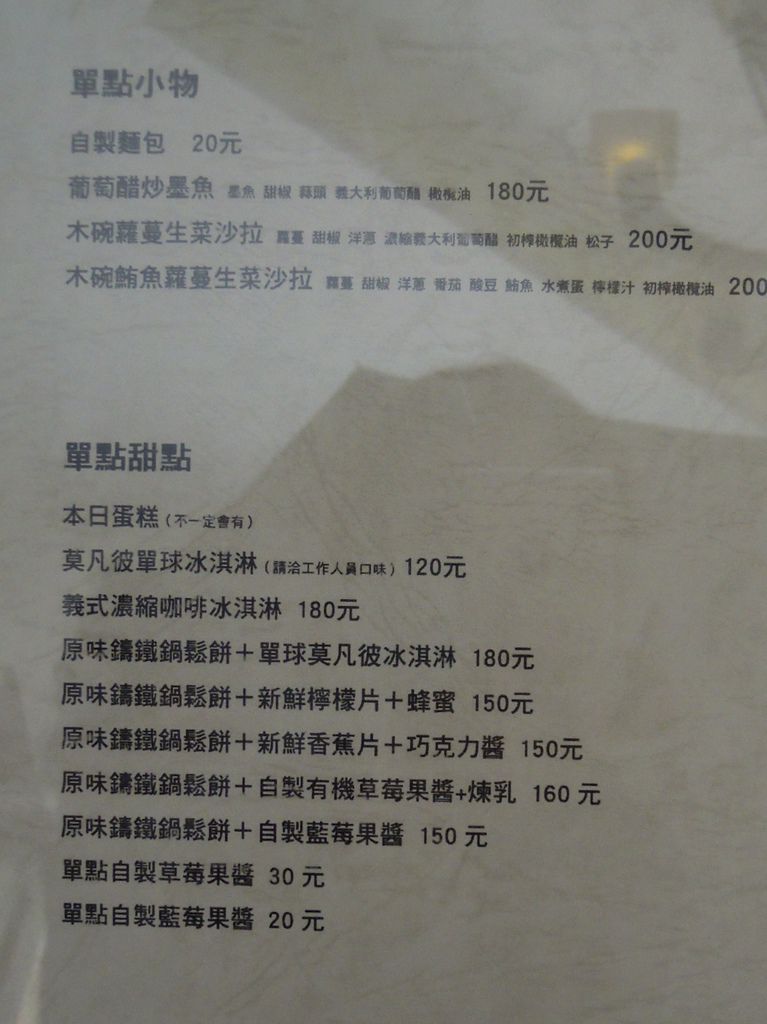 單點小物
自製麵包 20元
葡萄醋炒墨魚 墨魚 甜椒 蒜頭 義大利葡萄醋 橄欖油 180元
木碗蘿蔓生菜沙拉 蘿蔓 甜椒 洋蔥 濃縮義大利葡萄醋 初榨橄欖油 松子 200元
木碗鮪魚蘿蔓生菜沙拉 蘿蔓 甜椒 洋蔥 番茄 酸豆 鮪魚 水煮蛋 檸檬汁 初榨橄欖油 200
單點甜點
本日蛋糕(不一定會有)
莫凡彼單球冰淇淋(請洽工作人員口味) 120元
義式濃縮咖啡冰淇淋 180元
原味鑄鐵鍋鬆餅+單球莫凡彼冰淇淋 180元
原味鑄鐵鍋鬆餅+新鮮檸檬片+蜂蜜 150元
原味鑄鐵鍋鬆餅+新鮮香蕉片+巧克力醬 150元
原味鑄鐵鍋鬆餅+自製有機草莓果醬+煉乳 160 元
原味鑄鐵鍋鬆餅+自製藍莓果醬 150 元
單點自製草莓果醬 30 元
單點自製藍莓果醬 20 元